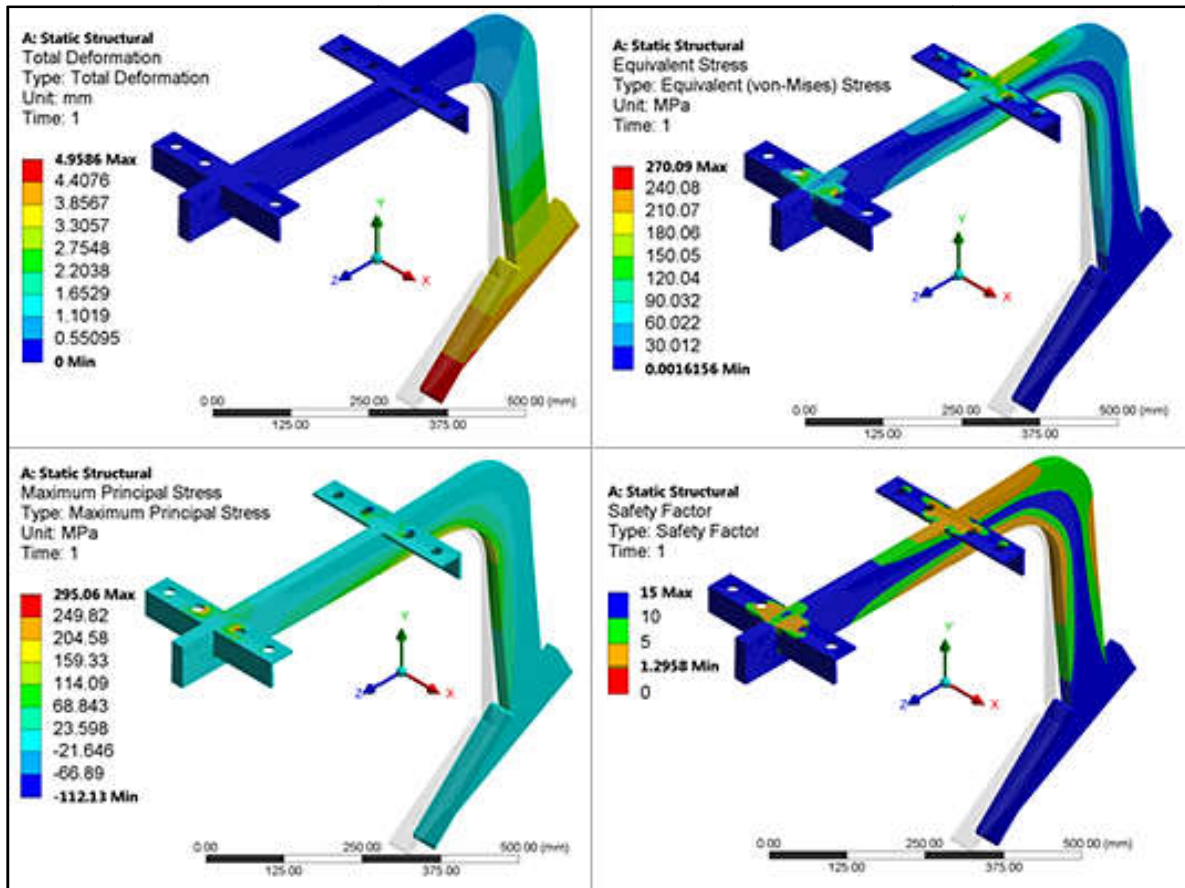 A: Static Structural
Total Deformation
Type: Total Deformation
Unit: mm
Time: 1
4.9586 Max
4.4076
3.8567
3.3057
2.7548
2.2038
1.6529
1.1019
0.55095
0 Min
Y
Z
X
0.00
250.00
500.00 (mm)
125.00
375.00
A: Static Structural
Equivalent Stress
Type: Equivalent (von-Mises) Stress
Unit: MPa
Time: 1
270.09 Max
240.08
210.07
180.06
150.05
120.04
90.032
60.022
30.012
0.0016156 Min
Y
Z
X
0.00
250.00
500.00 (mm)
125.00
375.00
A: Static Structural
Maximum Principal Stress
Type: Maximum Principal Stress
Unit: MPa
Time: 1
295.06 Max
249.82
204.58
159.33
114.09
68.843
23.598
-21.646
-66.89
-112.13 Min
Y
Z
X
0.00
250.00
500.00 (mm)
125.00
375.00
A: Static Structural
Safety Factor
Type: Safety Factor
Time: 1
15 Max
10
5
1.2958 Min
0
Y
Z
X
0.00
250.00
500.00 (mm)
125.00
375.00